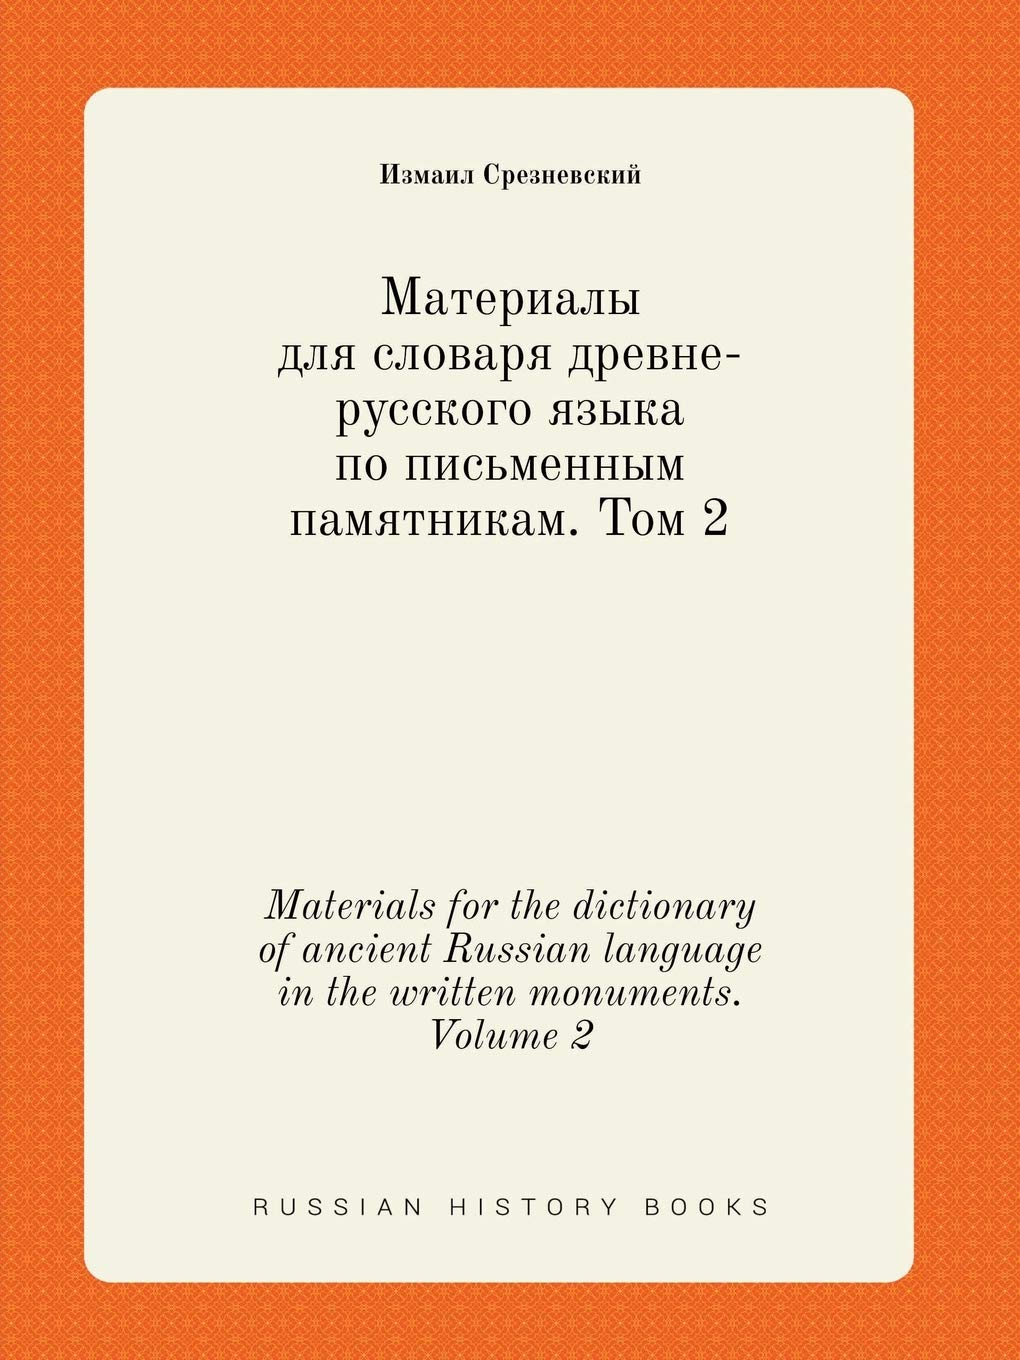 Измаил Срезневский
Материалы
для словаря древне-
русского языка
по письменным
памятникам. Том 2
Materials for the dictionary
of ancient Russian language
in the written monuments.
Volume 2
RUSSIAN HISTORY BOOKS